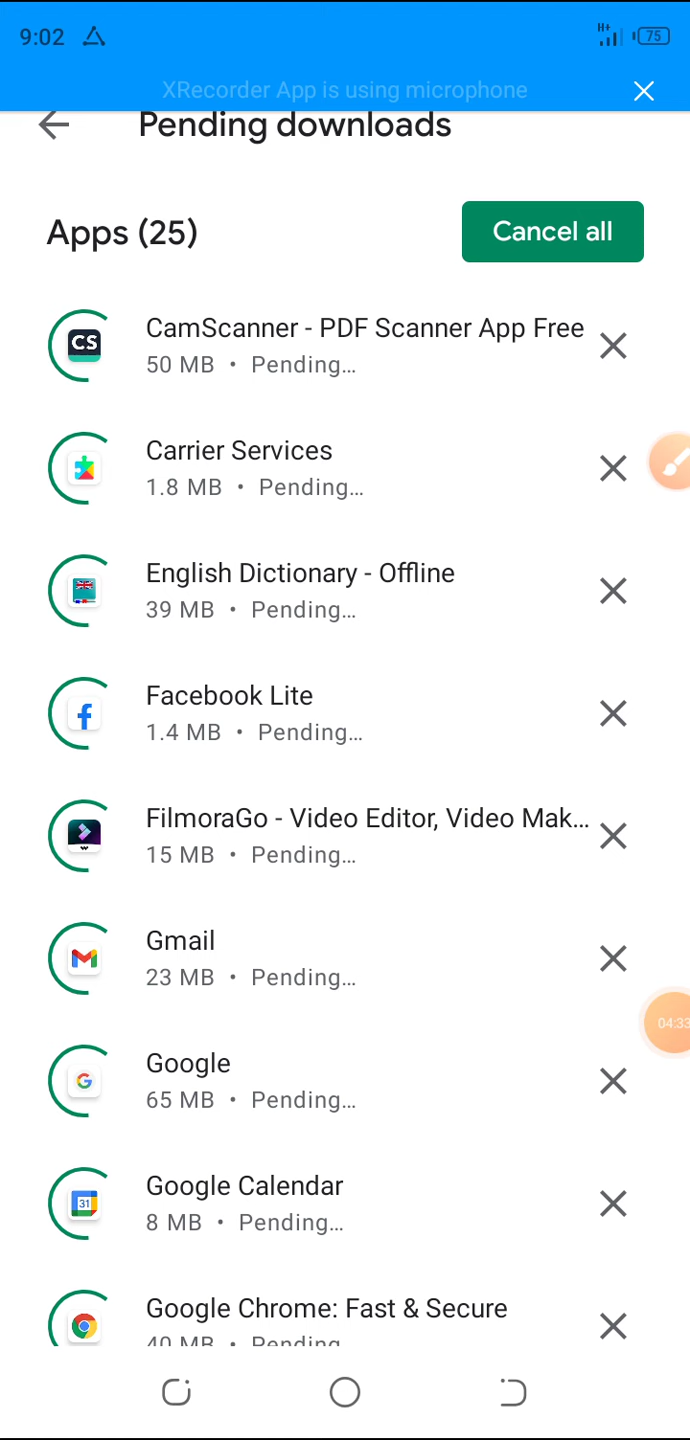 9:02
H+
75
XRecorder App is using microphone
Pending downloads
Apps (25)
Cancel all
CS
CamScanner - PDF Scanner App Free
50 MB • Pending...
Carrier Services
1.8 MB • Pending...
English Dictionary - Offline
39 MB • Pending...
Facebook Lite
1.4 MB • Pending...
FilmoraGo - Video Editor, Video Mak...
15 MB • Pending...
Gmail
23 MB • Pending...
04:33
Google
65 MB • Pending...
31
Google Calendar
8 MB • Pending...
Google Chrome: Fast & Secure
40 MB • Pending